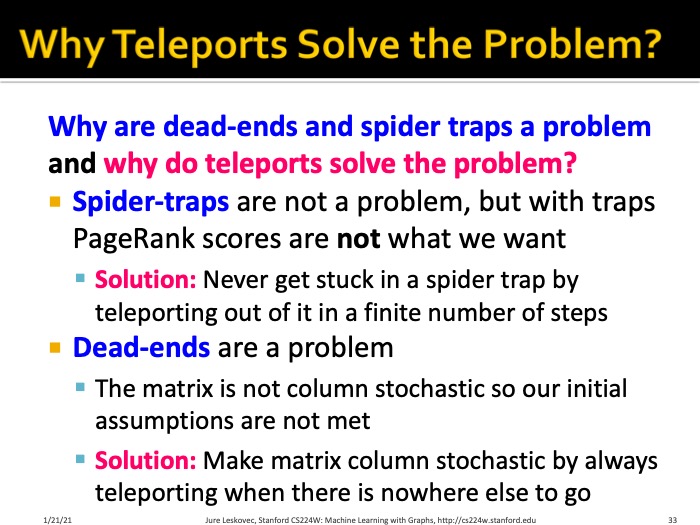 Why Teleports Solve the Problem?
Why are dead-ends and spider traps a problem
and why do teleports solve the problem?
Spider-traps are not a problem, but with traps
PageRank scores are not what we want
Solution: Never get stuck in a spider trap by
teleporting out of it in a finite number of steps
Dead-ends are a problem
The matrix is not column stochastic so our initial
assumptions are not met
Solution: Make matrix column stochastic by always
teleporting when there is nowhere else to go
1/21/21 Jure Leskovec, Stanford CS224W: Machine Learning with Graphs, http://cs224w.stanford.edu 33